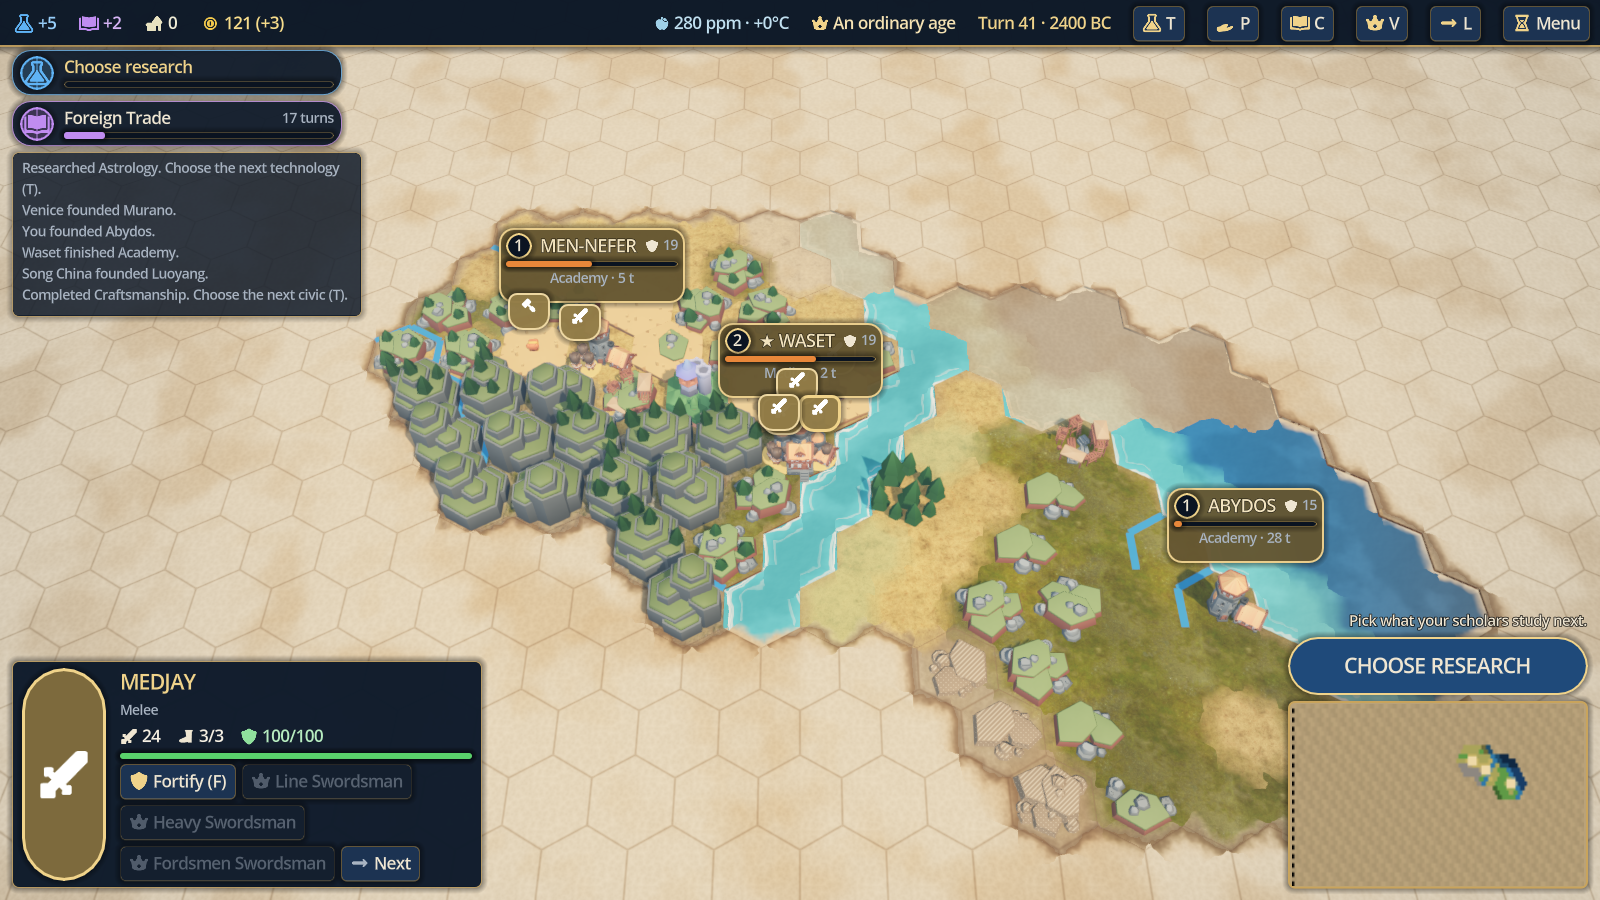 +5
+2
0
121 (+3)
280 ppm · +0°C
An ordinary age
Turn 41 · 2400 BC
T
P
C
V
L
Menu
Choose research
Foreign Trade
17 turns
Researched Astrology. Choose the next technology
(T).
Venice founded Murano.
You founded Abydos.
Waset finished Academy.
Song China founded Luoyang.
Completed Craftsmanship. Choose the next civic (T).
1 MEN-NEFER 19
Academy · 5 t
2 ★ WASET 19
2 t
1 ABYDOS 15
Academy · 28 t
Pick what your scholars study next.
CHOOSE RESEARCH
MEDJAY
Melee
24
3/3
100/100
Fortify (F)
Line Swordsman
Heavy Swordsman
Fordsmen Swordsman
Next